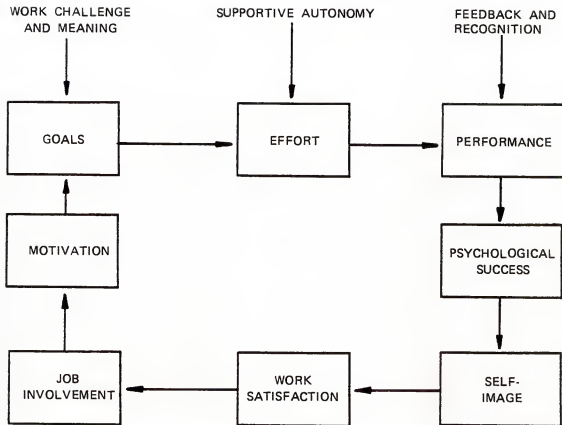 WORK CHALLENGE
AND MEANING
SUPPORTIVE AUTONOMY
FEEDBACK AND
RECOGNITION
GOALS
EFFORT
PERFORMANCE
MOTIVATION
PSYCHOLOGICAL
SUCCESS
JOB
INVOLVEMENT
WORK
SATISFACTION
SELF-
IMAGE